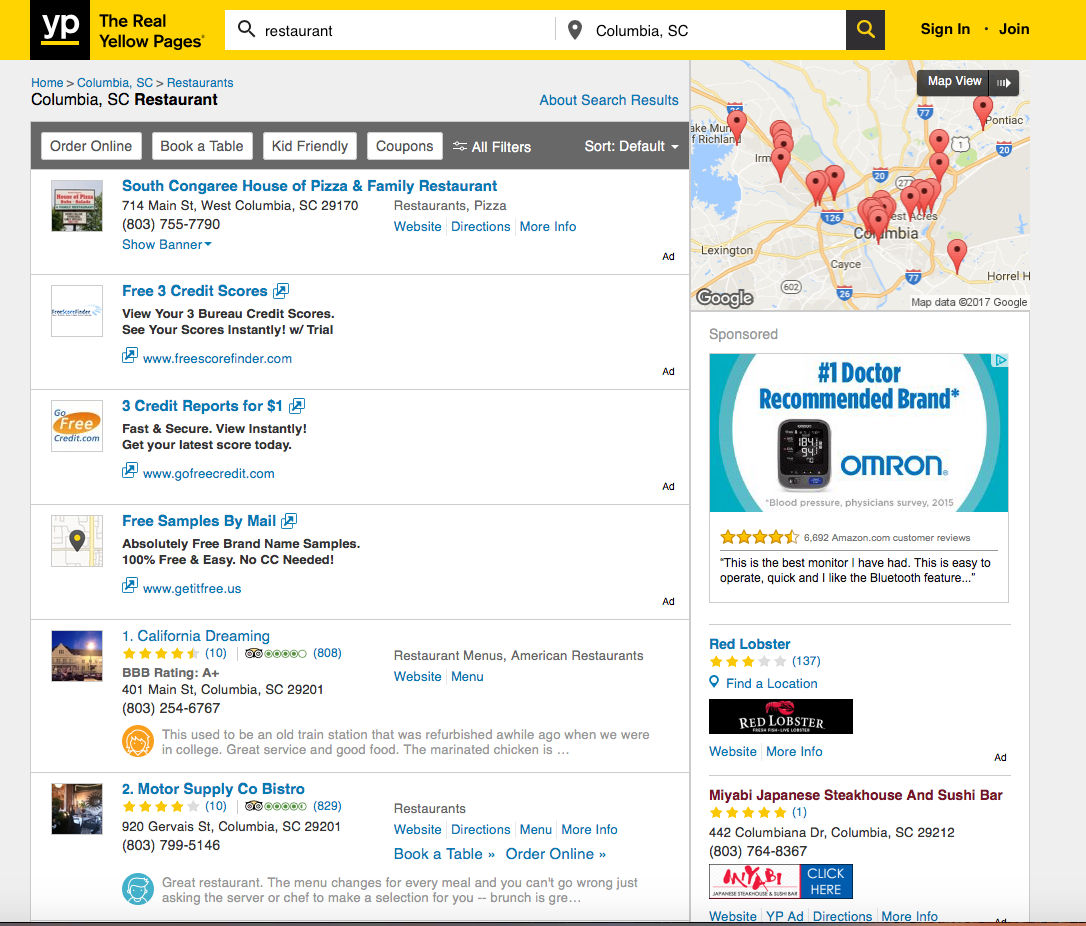 yp The Real Yellow Pages®
restaurant
Columbia, SC
Sign In · Join
Home > Columbia, SC > Restaurants
Columbia, SC Restaurant
About Search Results
Order Online
Book a Table
Kid Friendly
Coupons
All Filters
Sort: Default
South Congaree House of Pizza & Family Restaurant
714 Main St, West Columbia, SC 29170
(803) 755-7790
Show Banner
Restaurants, Pizza
Website Directions More Info
Ad
Free 3 Credit Scores
View Your 3 Bureau Credit Scores.
See Your Scores Instantly! w/ Trial
www.freescorefinder.com
FreeScoreFinder
Ad
3 Credit Reports for $1
Fast & Secure. View Instantly!
Get your latest score today.
www.gofreecredit.com
Go
Free
Credit.com
Ad
Free Samples By Mail
Absolutely Free Brand Name Samples.
100% Free & Easy. No CC Needed!
www.getitfree.us
Ad
1. California Dreaming
(10) (808)
BBB Rating: A+
401 Main St, Columbia, SC 29201
(803) 254-6767
Restaurant Menus, American Restaurants
Website Menu
This used to be an old train station that was refurbished awhile ago when we were
in college. Great service and good food. The marinated chicken is …
2. Motor Supply Co Bistro
(10) (829)
920 Gervais St, Columbia, SC 29201
(803) 799-5146
Restaurants
Website Directions Menu More Info
Book a Table » Order Online »
Great restaurant. The menu changes for every meal and you can't go wrong just
asking the server or chef to make a selection for you -- brunch is gre…
Map View
26
77
Pontiac
ake Mur
f Richland
1
20
Irm
20
277
126
est Acres
Columbia
Lexington
Cayce
602
77
26
Horrel H
Google
Map data ©2017 Google
Sponsored
#1 Doctor
Recommended Brand*
OMRON
*Blood pressure, physicians survey, 2015
6,692 Amazon.com customer reviews
“This is the best monitor I have had. This is easy to
operate, quick and I like the Bluetooth feature...”
Red Lobster
(137)
Find a Location
RED LOBSTER
FRESH FISH • LIVE LOBSTER
Website More Info
Ad
Miyabi Japanese Steakhouse And Sushi Bar
(1)
442 Columbiana Dr, Columbia, SC 29212
(803) 764-8367
MIYABI
JAPANESE STEAKHOUSE & SUSHI BAR
CLICK
HERE
Website YP Ad Directions More Info
Ad